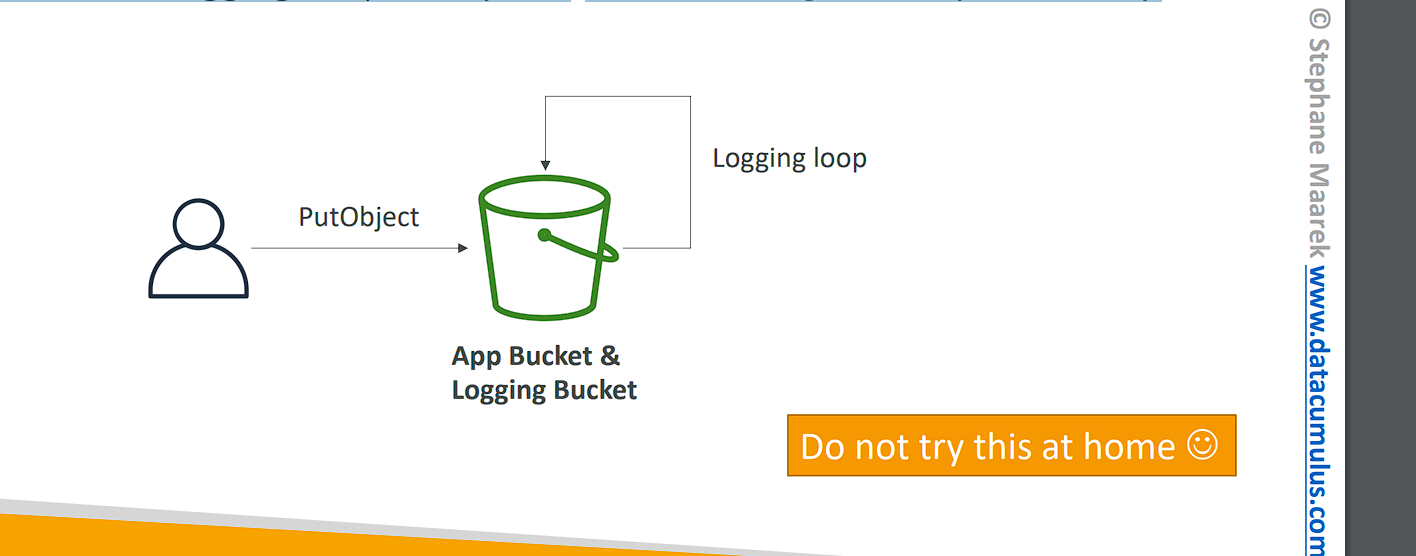 Logging loop
PutObject
App Bucket &
Logging Bucket
Do not try this at home ☺
© Stephane Maarek www.datacumulus.com